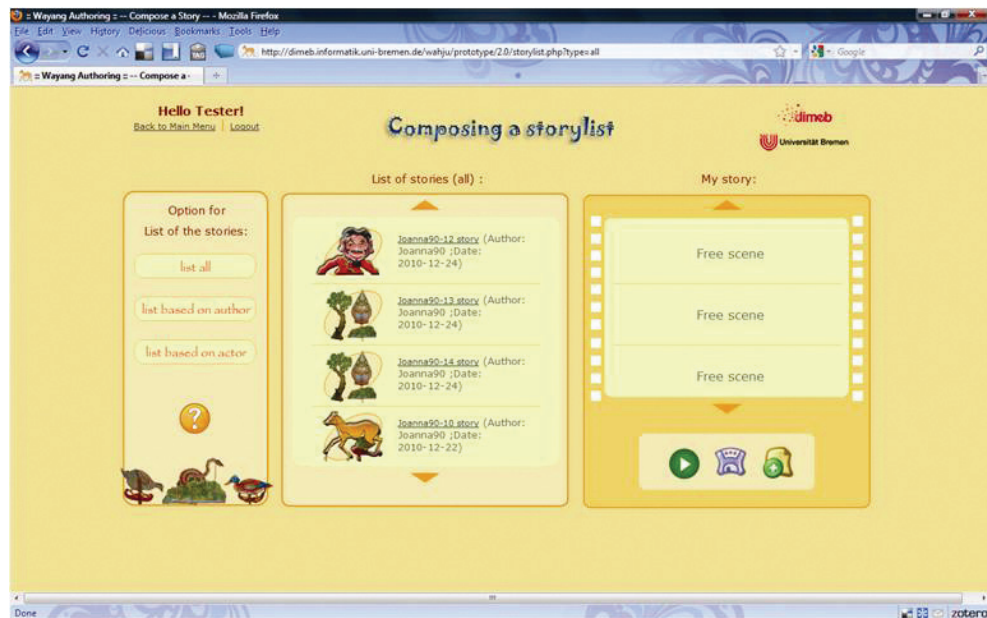 :: Wayang Authoring :: -- Compose a Story -- - Mozilla Firefox
File Edit View History Delicious Bookmarks Tools Help
TAG
http://dimeb.informatik.uni-bremen.de/wahju/prototype/2.0/storylist.php?type=all
Google
:: Wayang Authoring :: -- Compose a
Hello Tester!
Back to Main Menu | Logout
Composing a storylist
dimeb
Universität Bremen
Option for
List of the stories:
list all
list based on author
list based on actor
?
List of stories (all) :
Joanna90-12 story (Author:
Joanna90 ;Date:
2010-12-24)
Joanna90-13 story (Author:
Joanna90 ;Date:
2010-12-24)
Joanna90-14 story (Author:
Joanna90 ;Date:
2010-12-24)
Joanna90-10 story (Author:
Joanna90 ;Date:
2010-12-22)
My story:
Free scene
Free scene
Free scene
Done
zotero